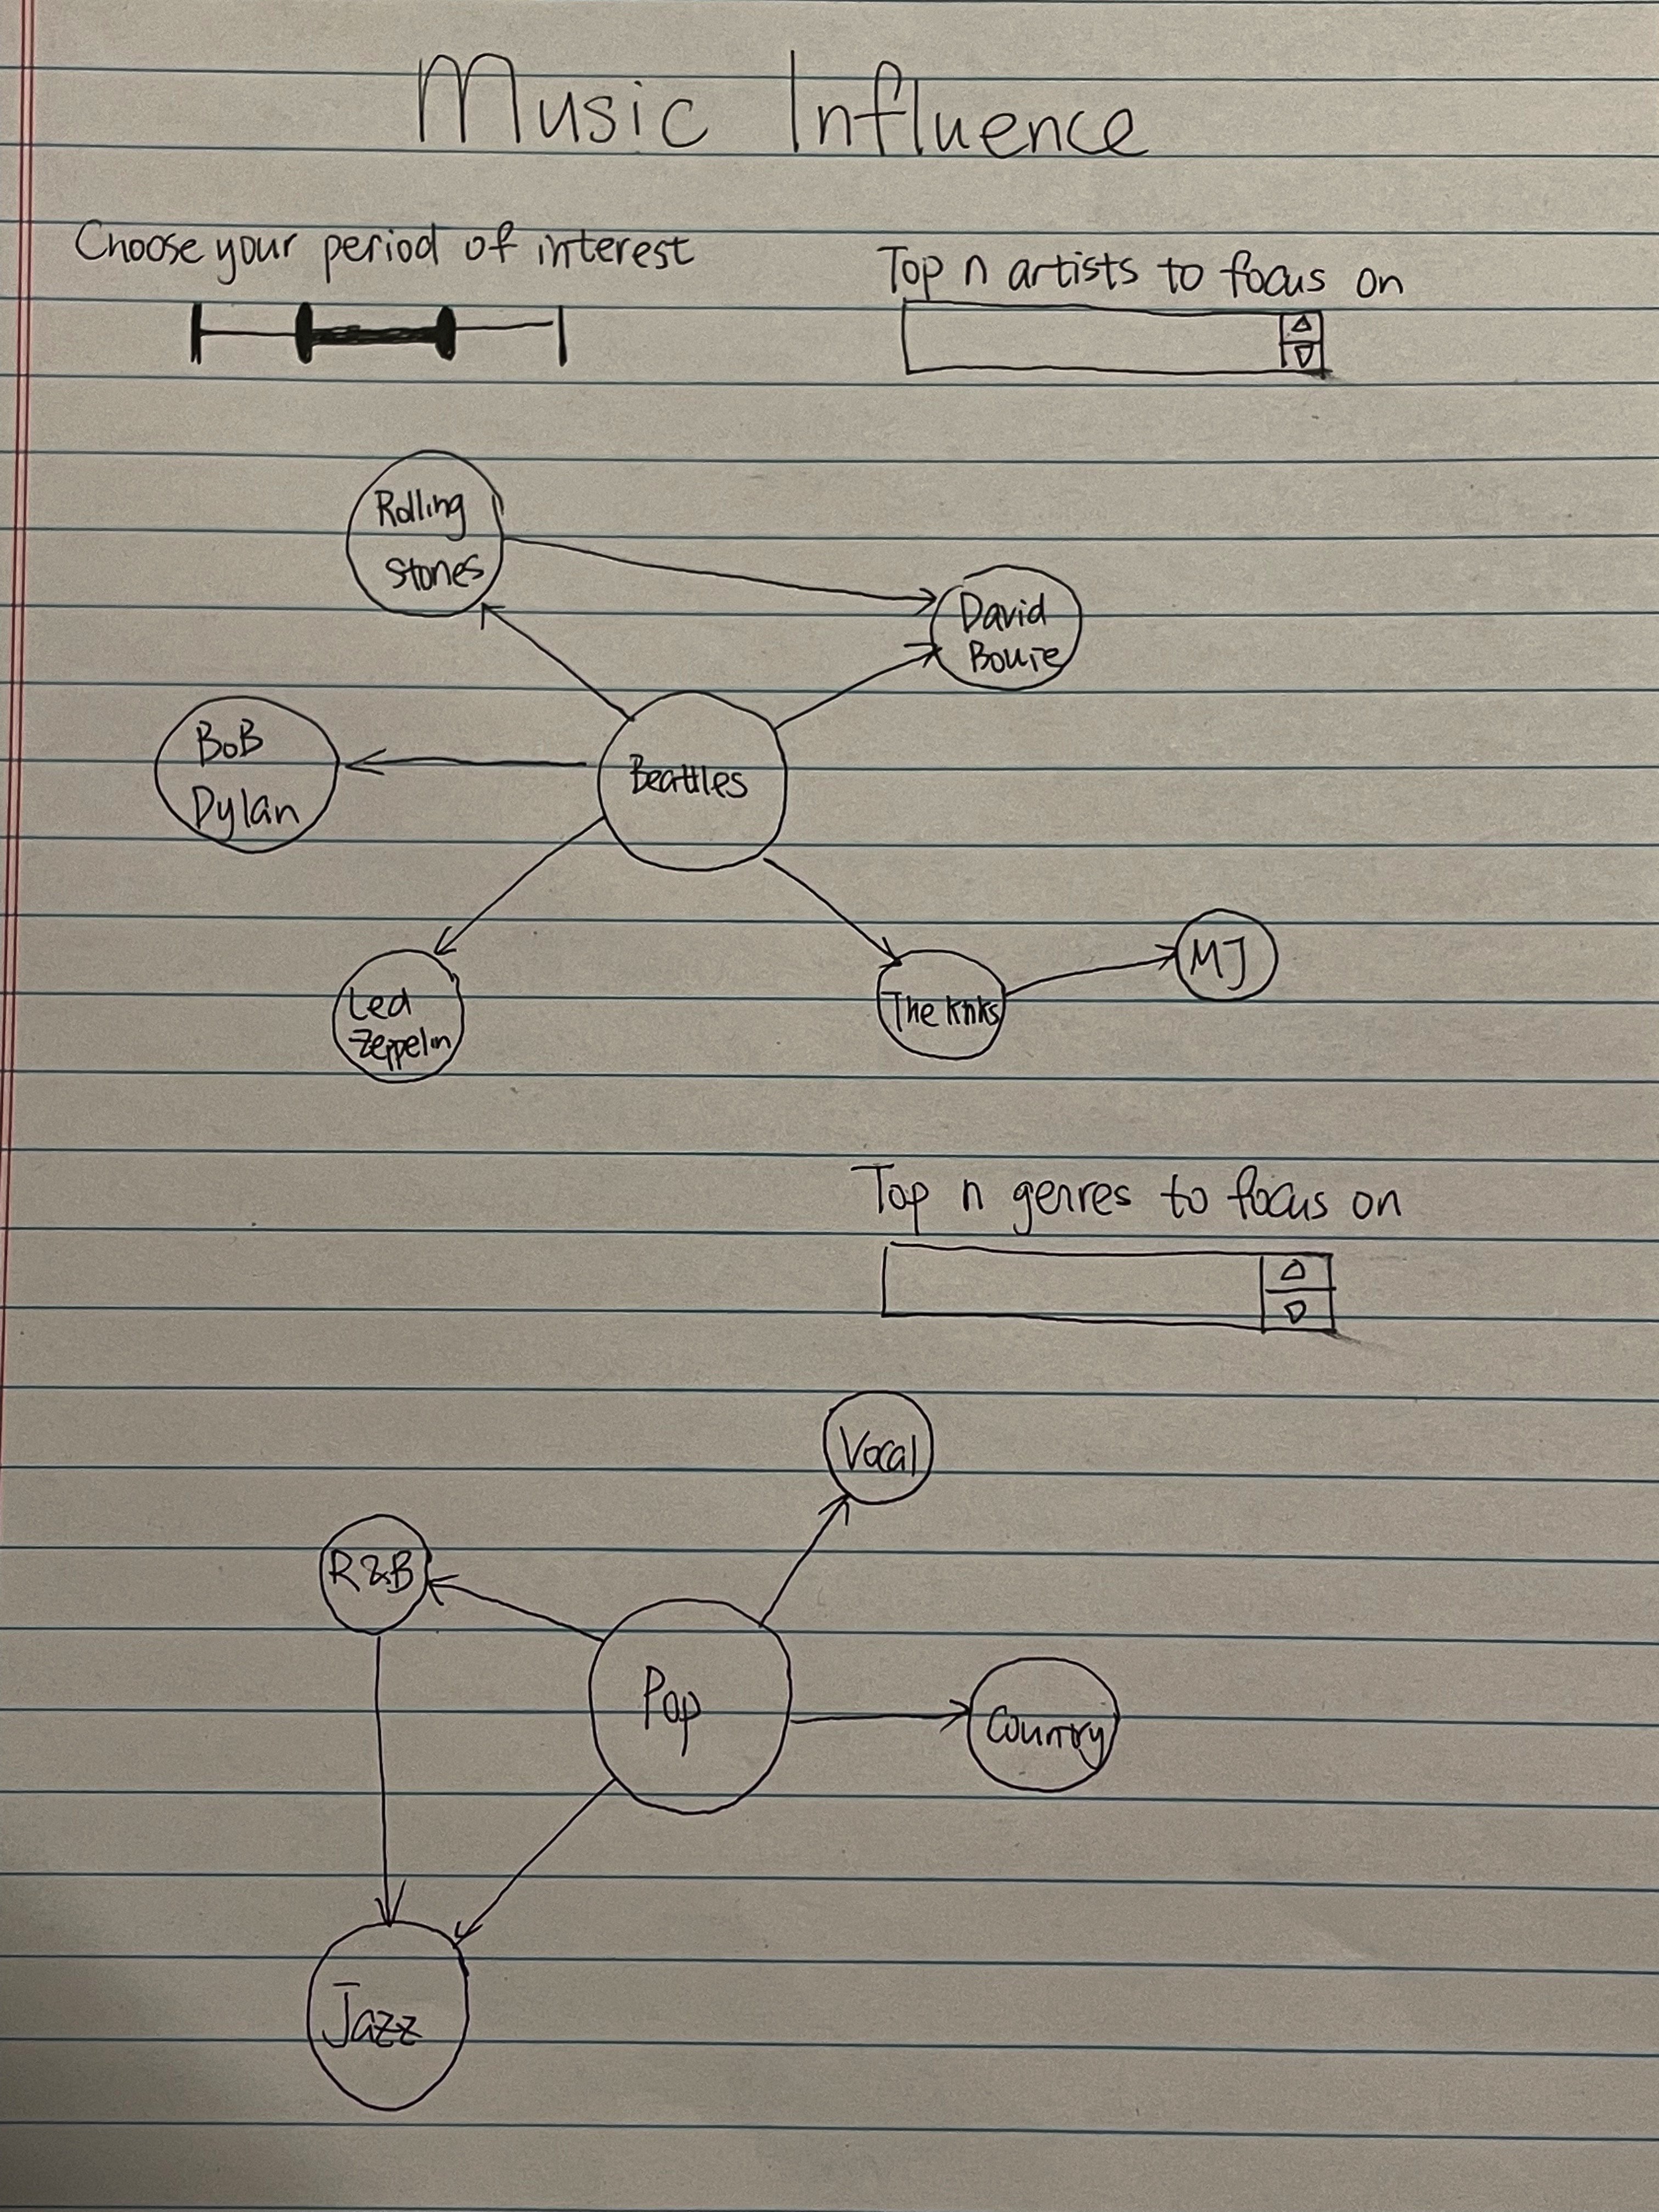 Music Influence
Choose your period of interest
Top n artists to focus on
Rolling
Stones
David
Bowie
BoB
Dylan
Beattles
Led
Zeppelin
The Kinks
MJ
Top n genres to focus on
Vocal
R&B
Pop
Country
Jazz